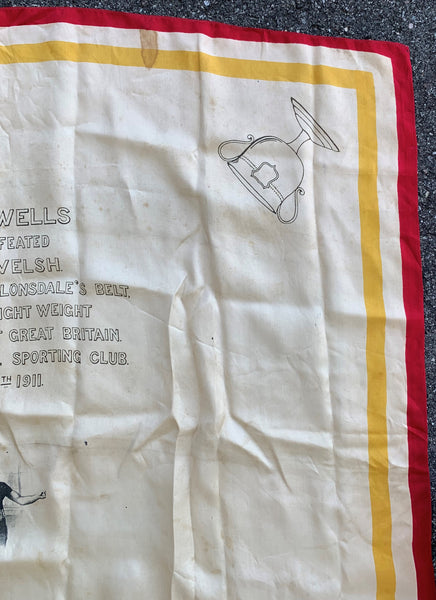 WELLS
FEATED
WELSH.
LONSDALE'S BELT,
IGHT WEIGHT
GREAT BRITAIN.
SPORTING CLUB.
TH 1911.